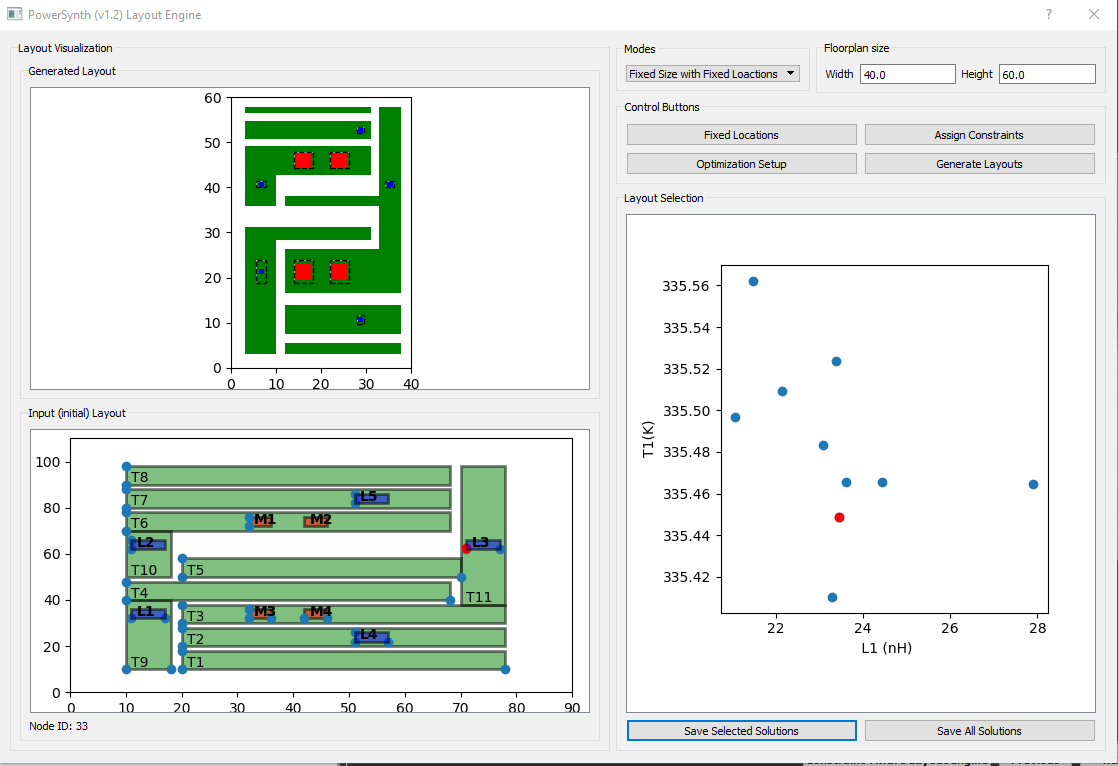 PowerSynth (v1.2) Layout Engine
? ×
Layout Visualization
Generated Layout
60
50
40
30
20
10
0
0 10 20 30 40
Input (initial) Layout
100
80
60
40
20
0
T8
T7
L5
T6
M1
M2
L2
L3
T10
T5
T4
T11
L1
M3
M4
T3
L4
T2
T9
T1
0 10 20 30 40 50 60 70 80 90
Node ID: 33
Modes
Fixed Size with Fixed Loactions
Floorplan size
Width 40.0 Height 60.0
Control Buttons
Fixed Locations Assign Constraints
Optimization Setup Generate Layouts
Layout Selection
335.56
335.54
335.52
335.50
335.48
335.46
335.44
335.42
T1(K)
22 24 26 28
L1 (nH)
Save Selected Solutions Save All Solutions